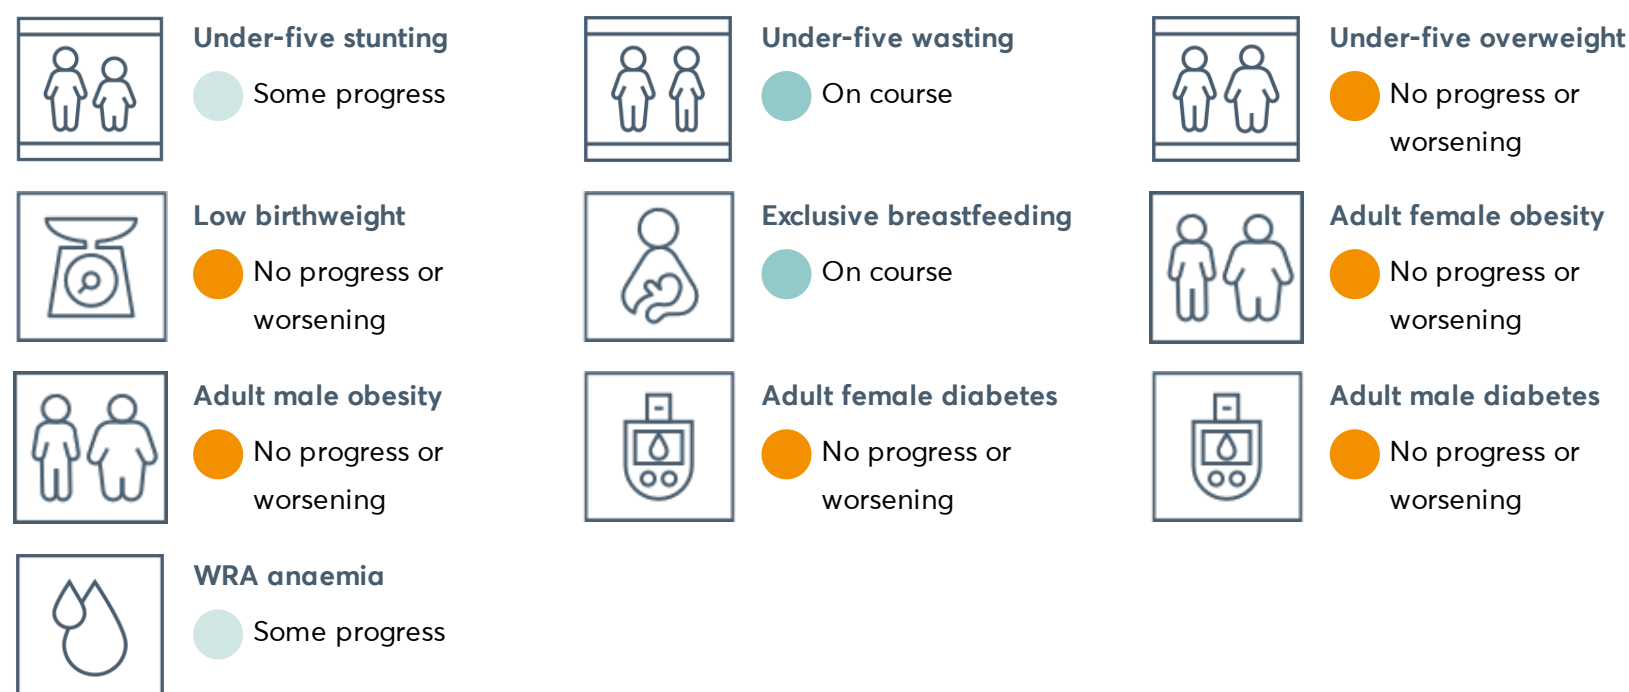 Under-five stunting
Some progress
Under-five wasting
On course
Under-five overweight
No progress or
worsening
Low birthweight
No progress or
worsening
Exclusive breastfeeding
On course
Adult female obesity
No progress or
worsening
Adult male obesity
No progress or
worsening
Adult female diabetes
No progress or
worsening
Adult male diabetes
No progress or
worsening
WRA anaemia
Some progress